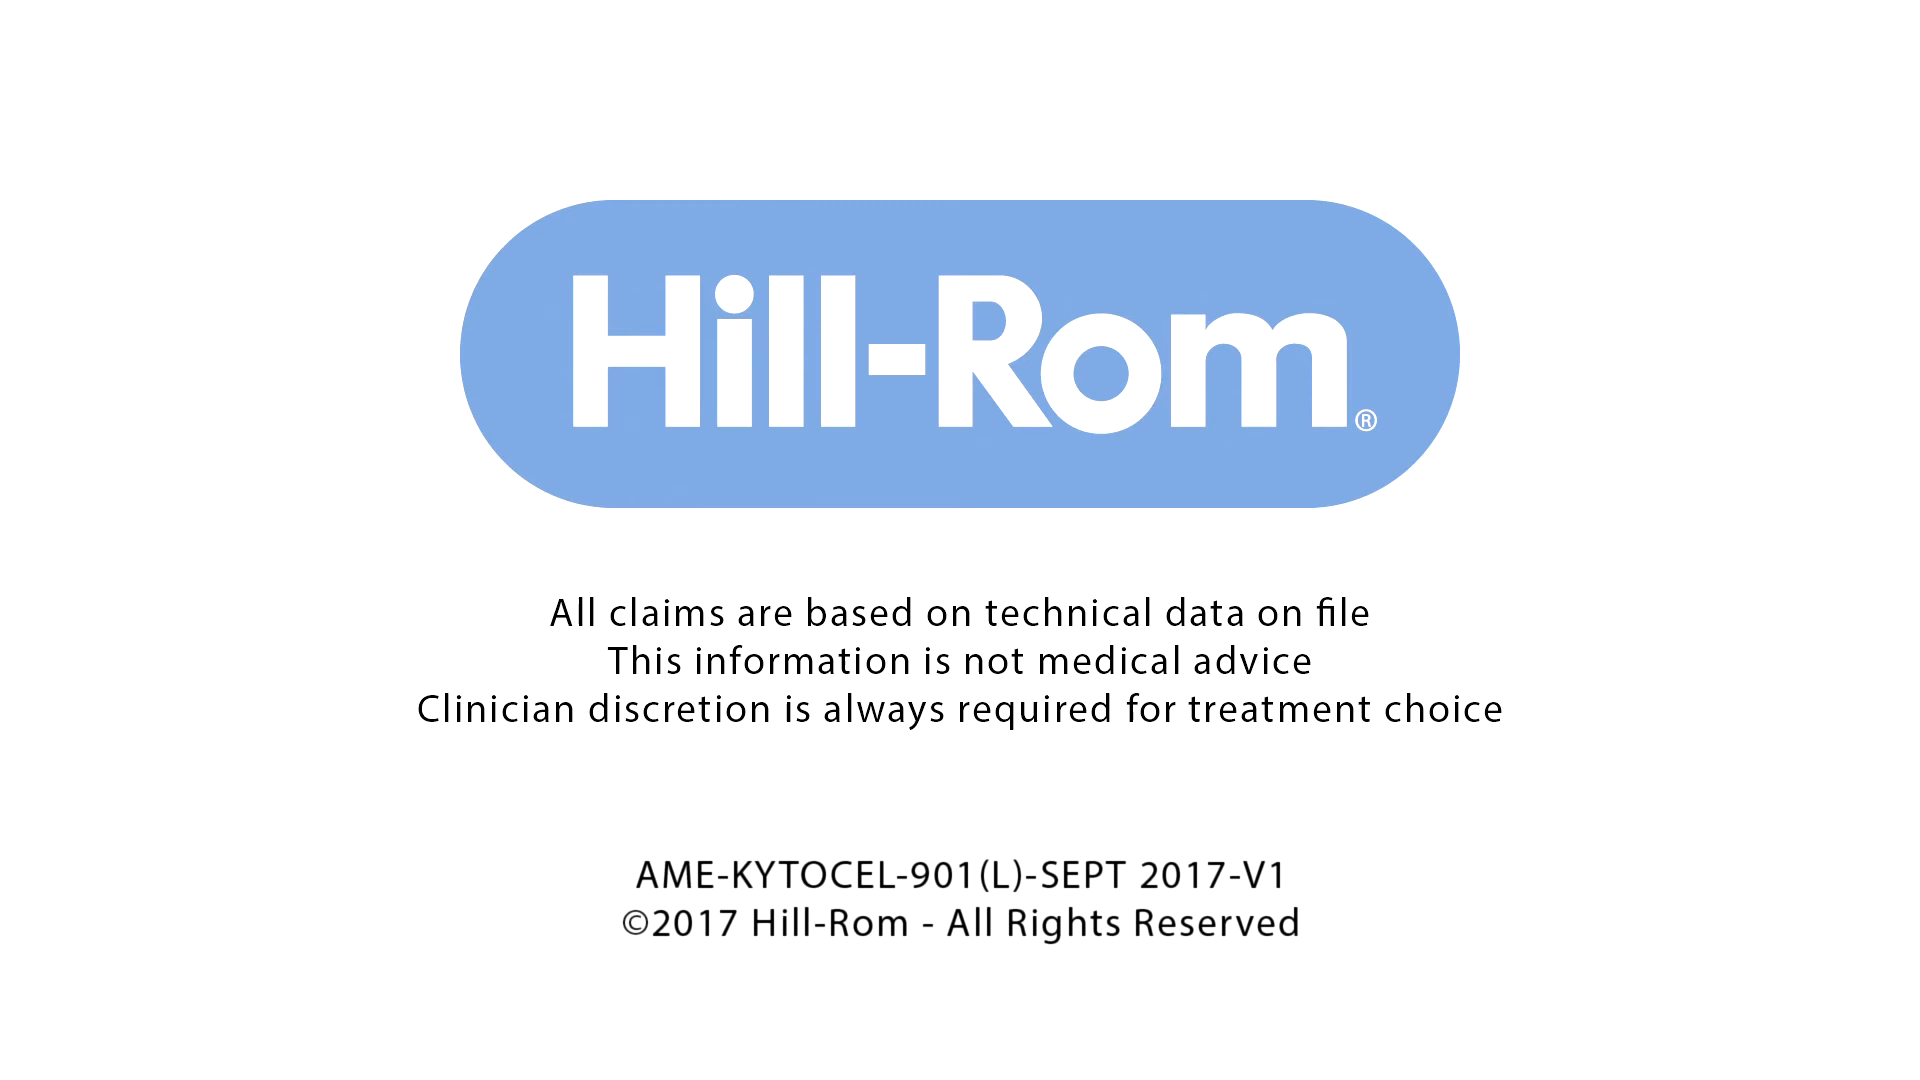 Hill-Rom®
All claims are based on technical data on file
This information is not medical advice
Clinician discretion is always required for treatment choice
AME-KYTOCEL-901(L)-SEPT 2017-V1
©2017 Hill-Rom - All Rights Reserved